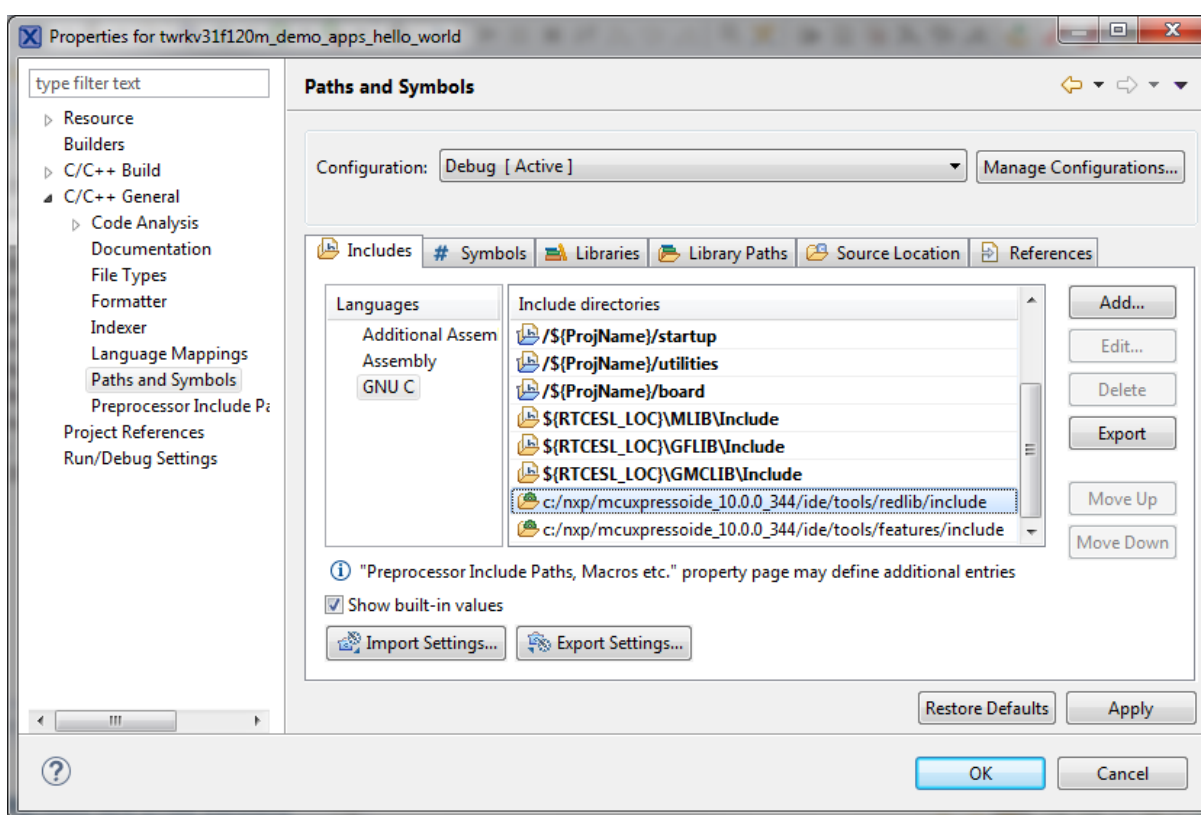 Properties for twrkv31f120m_demo_apps_hello_world
type filter text
Resource
Builders
C/C++ Build
C/C++ General
Code Analysis
Documentation
File Types
Formatter
Indexer
Language Mappings
Paths and Symbols
Preprocessor Include Pa
Project References
Run/Debug Settings
Paths and Symbols
Configuration: Debug [ Active ] Manage Configurations...
Includes # Symbols Libraries Library Paths Source Location References
Languages
Additional Assem
Assembly
GNU C
Include directories
/${ProjName}/startup
/${ProjName}/utilities
/${ProjName}/board
${RTCESL_LOC}\MLIB\Include
${RTCESL_LOC}\GFLIB\Include
${RTCESL_LOC}\GMCLIB\Include
c:/nxp/mcuxpressoide_10.0.0_344/ide/tools/redlib/include
c:/nxp/mcuxpressoide_10.0.0_344/ide/tools/features/include
Add...
Edit...
Delete
Export
Move Up
Move Down
"Preprocessor Include Paths, Macros etc." property page may define additional entries
Show built-in values
Import Settings... Export Settings...
Restore Defaults Apply
OK Cancel